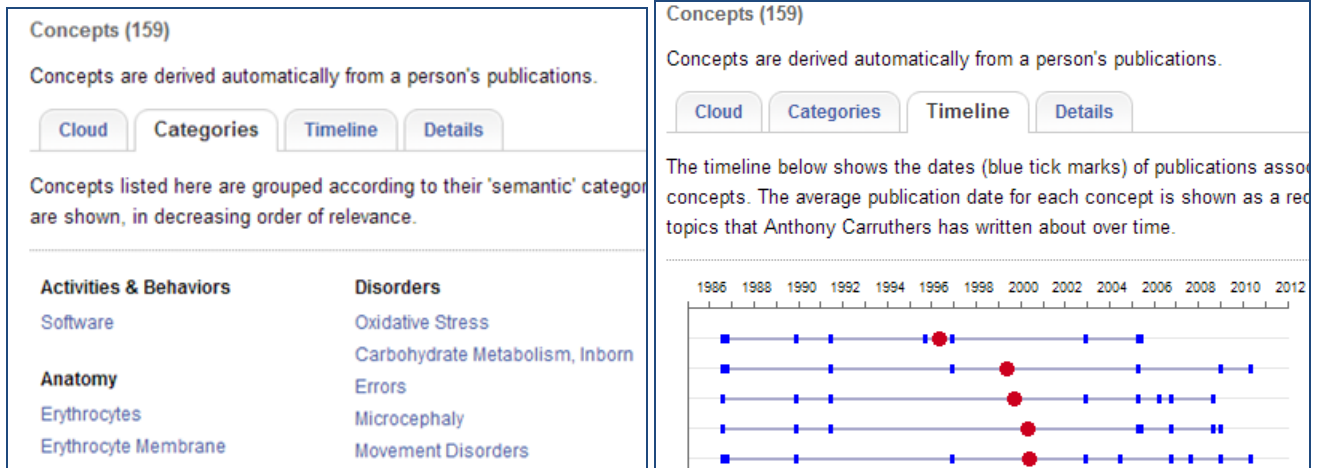 Concepts (159)
Concepts are derived automatically from a person's publications.
Cloud Categories Timeline Details
Concepts listed here are grouped according to their 'semantic' categor
are shown, in decreasing order of relevance.
Activities & Behaviors
Software
Anatomy
Erythrocytes
Erythrocyte Membrane
Disorders
Oxidative Stress
Carbohydrate Metabolism, Inborn
Errors
Microcephaly
Movement Disorders
Concepts (159)
Concepts are derived automatically from a person's publications.
Cloud Categories Timeline Details
The timeline below shows the dates (blue tick marks) of publications asso
concepts. The average publication date for each concept is shown as a red
topics that Anthony Carruthers has written about over time.
1986 1988 1990 1992 1994 1996 1998 2000 2002 2004 2006 2008 2010 2012